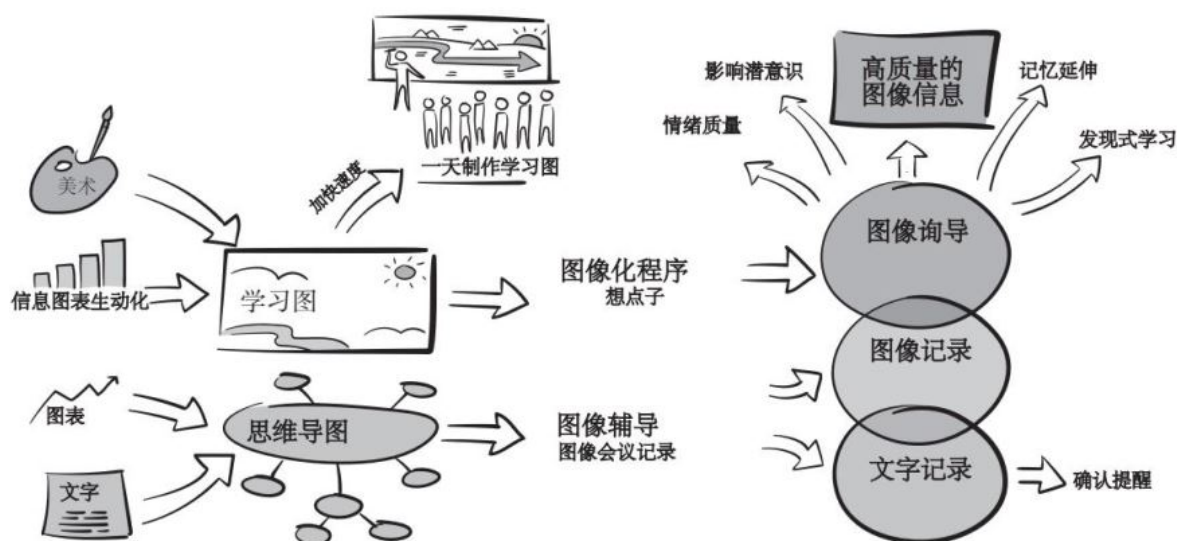 美术
信息图表生动化
图表
文字
加快速度
一天制作学习图
学习图
思维导图
图像化程序
想点子
图像辅导
图像会议记录
影响潜意识
情绪质量
高质量的
图像信息
记忆延伸
发现式学习
图像询导
图像记录
文字记录
确认提醒